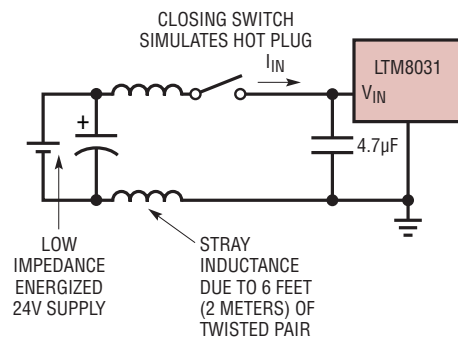 CLOSING SWITCH
SIMULATES HOT PLUG
IIN
LTM8031
VIN
+
4.7µF
LOW
IMPEDANCE
ENERGIZED
24V SUPPLY
STRAY
INDUCTANCE
DUE TO 6 FEET
(2 METERS) OF
TWISTED PAIR